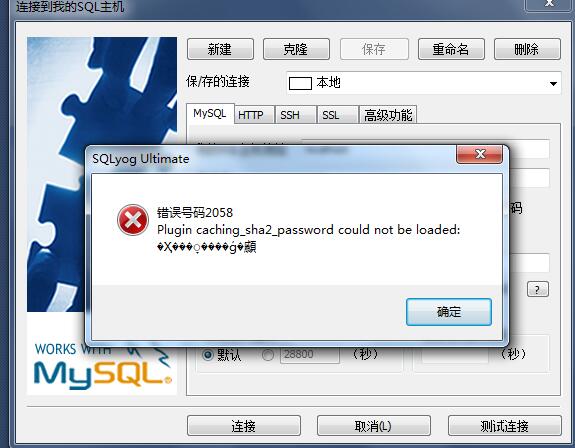 连接到我的SQL主机
新建 克隆 保存 重命名 删除
保/存的连接 本地
MySQL HTTP SSH SSL 高级功能
SQLyog Ultimate
错误号码2058
Plugin caching_sha2_password could not be loaded:
码
?
确定
WORKS WITH
MySQL®
默认 28800 (秒) (秒)
连接 取消(L) 测试连接